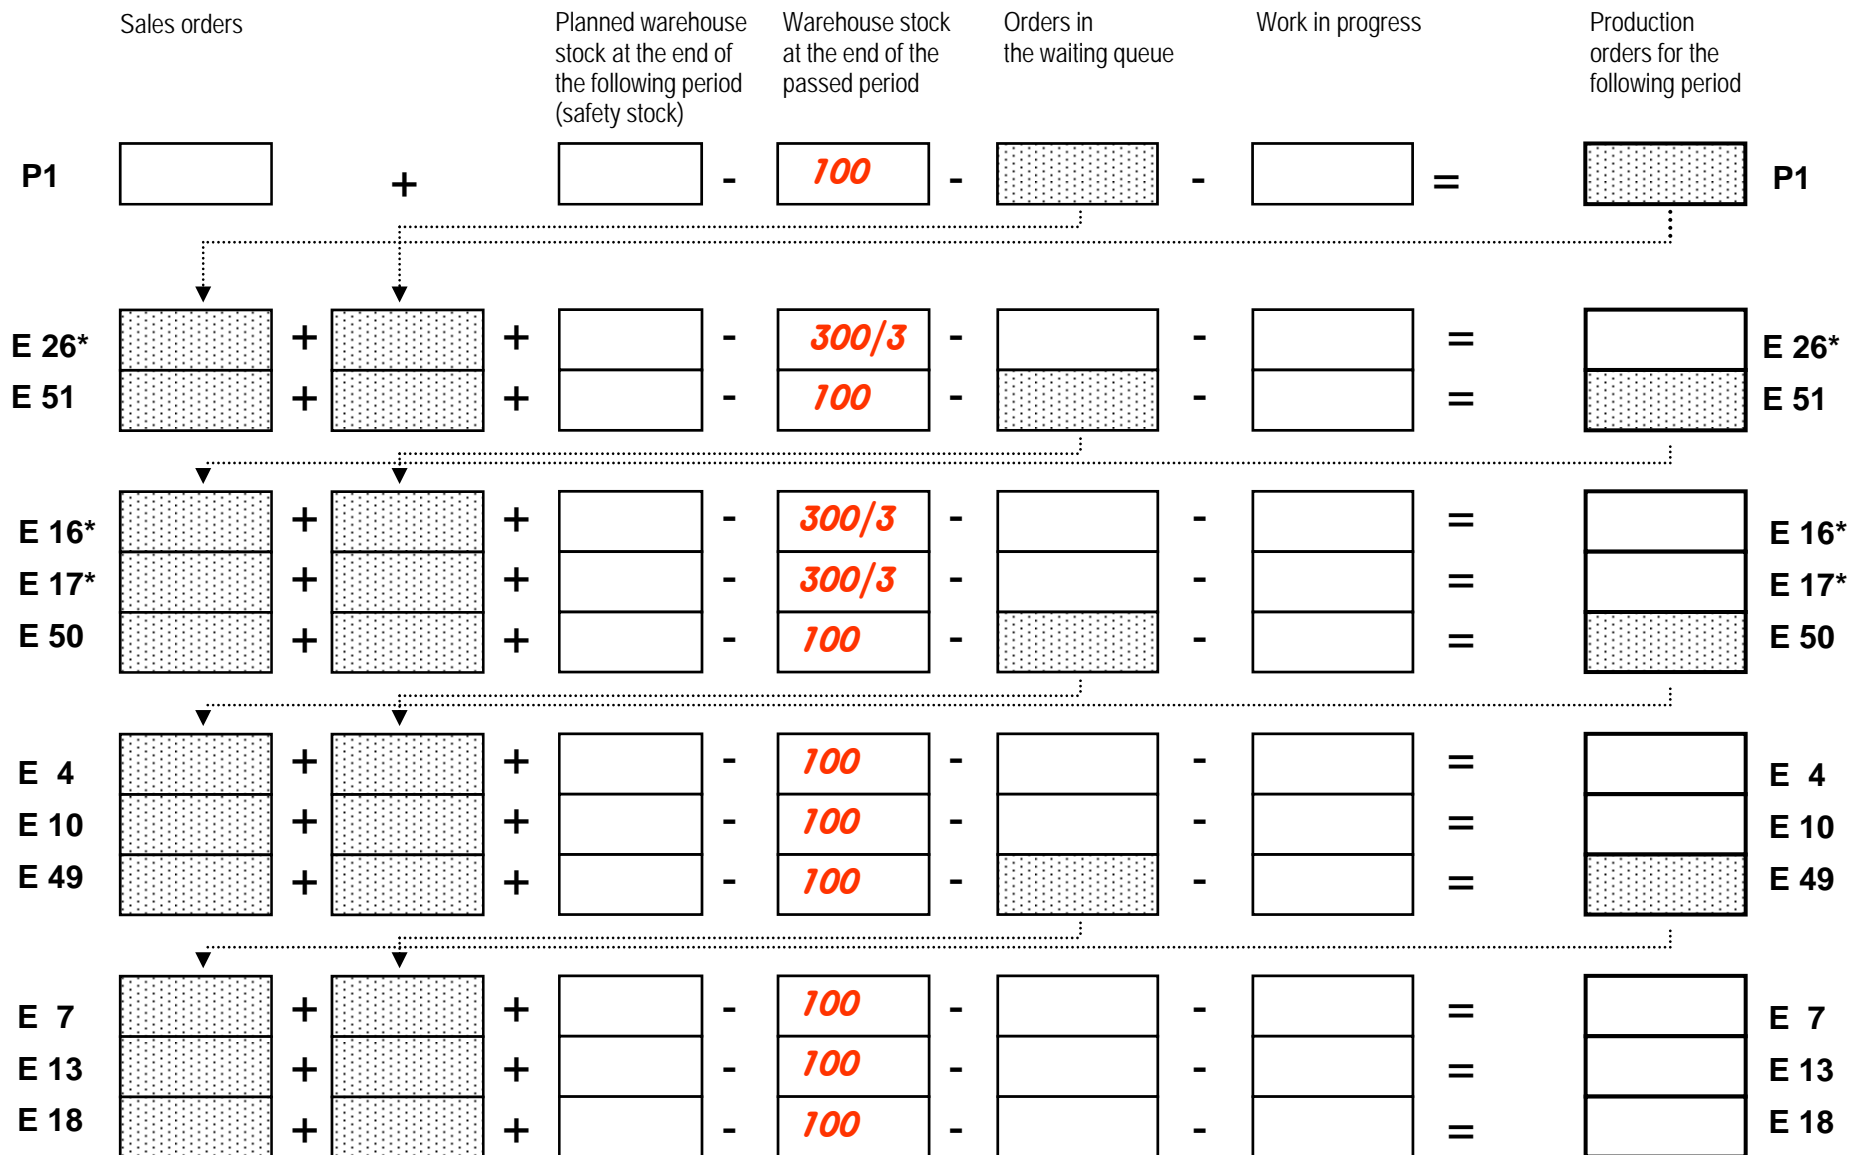 Sales orders
Planned warehouse stock at the end of the following period (safety stock)
Warehouse stock at the end of the passed period
Orders in the waiting queue
Work in progress
Production orders for the following period
P1 + - 100 - - = P1
E 26* + + - 300/3 - - = E 26*
E 51 + + - 100 - - = E 51
E 16* + + - 300/3 - - = E 16*
E 17* + + - 300/3 - - = E 17*
E 50 + + - 100 - - = E 50
E 4 + + - 100 - - = E 4
E 10 + + - 100 - - = E 10
E 49 + + - 100 - - = E 49
E 7 + + - 100 - - = E 7
E 13 + + - 100 - - = E 13
E 18 + + - 100 - - = E 18